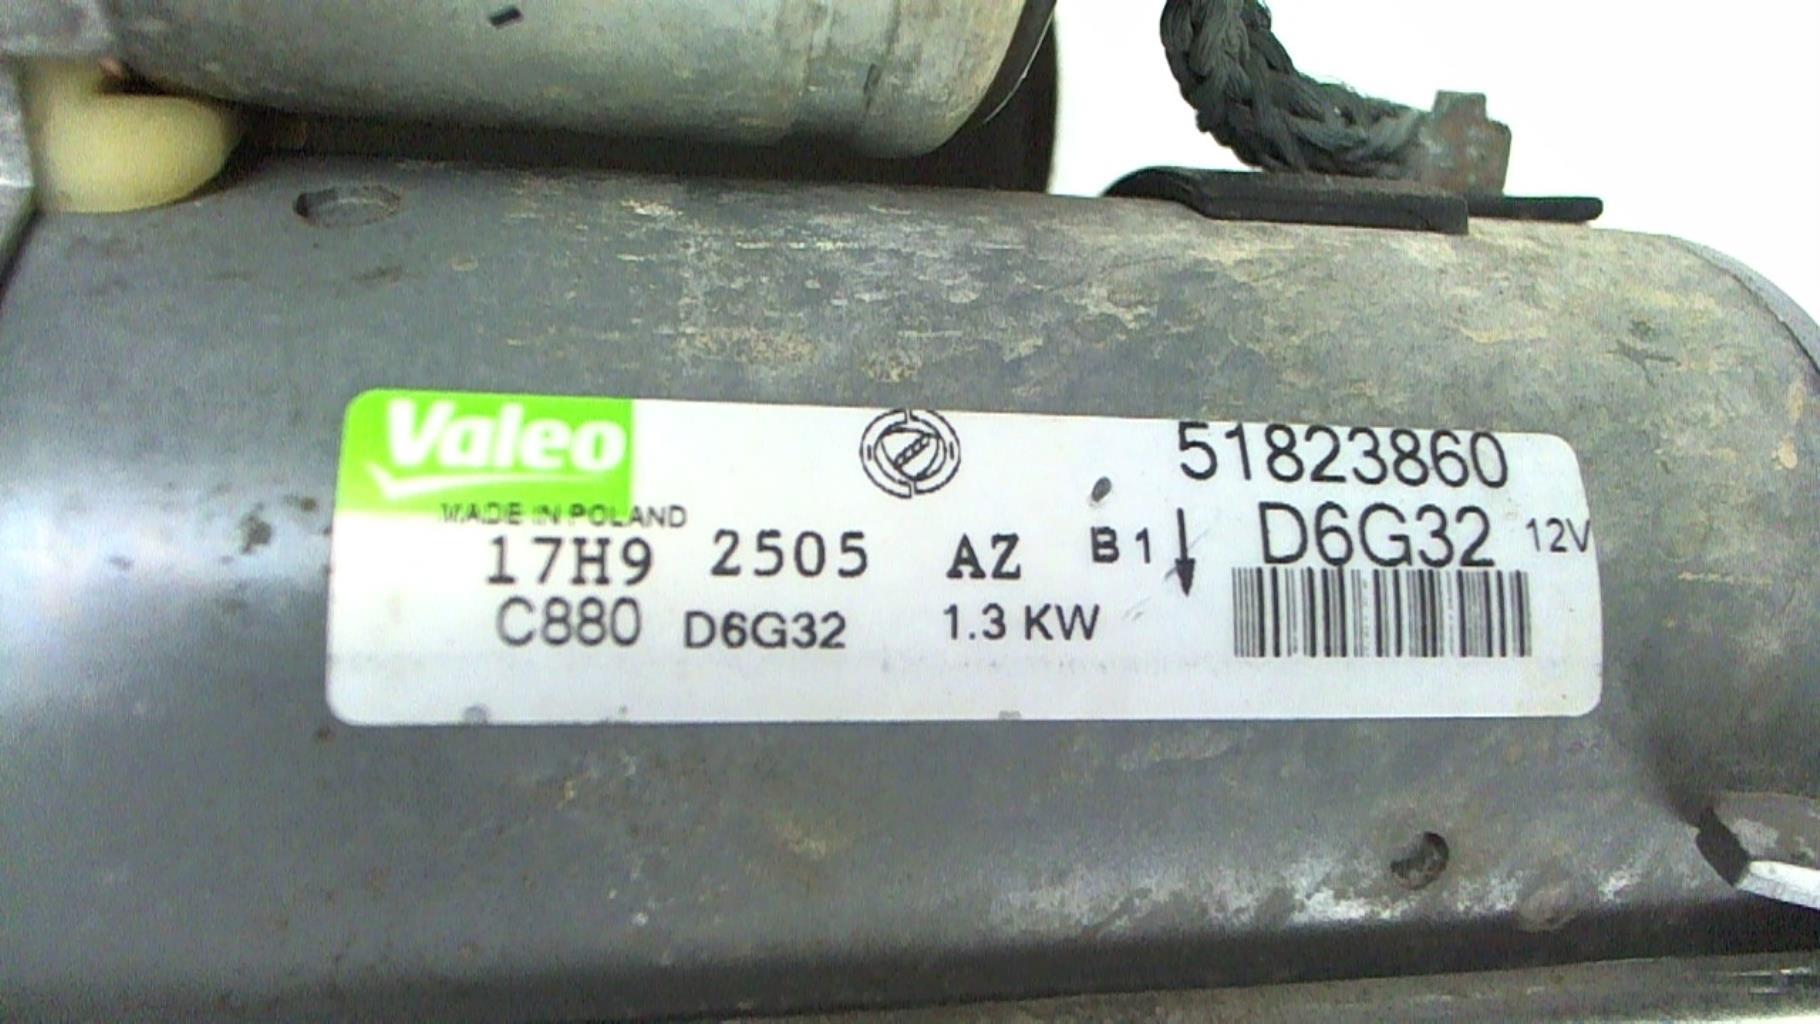 Valeo
51823860
MADE IN POLAND
17H9 2505 AZ B1 D6G32 12V
C880 D6G32 1.3 KW